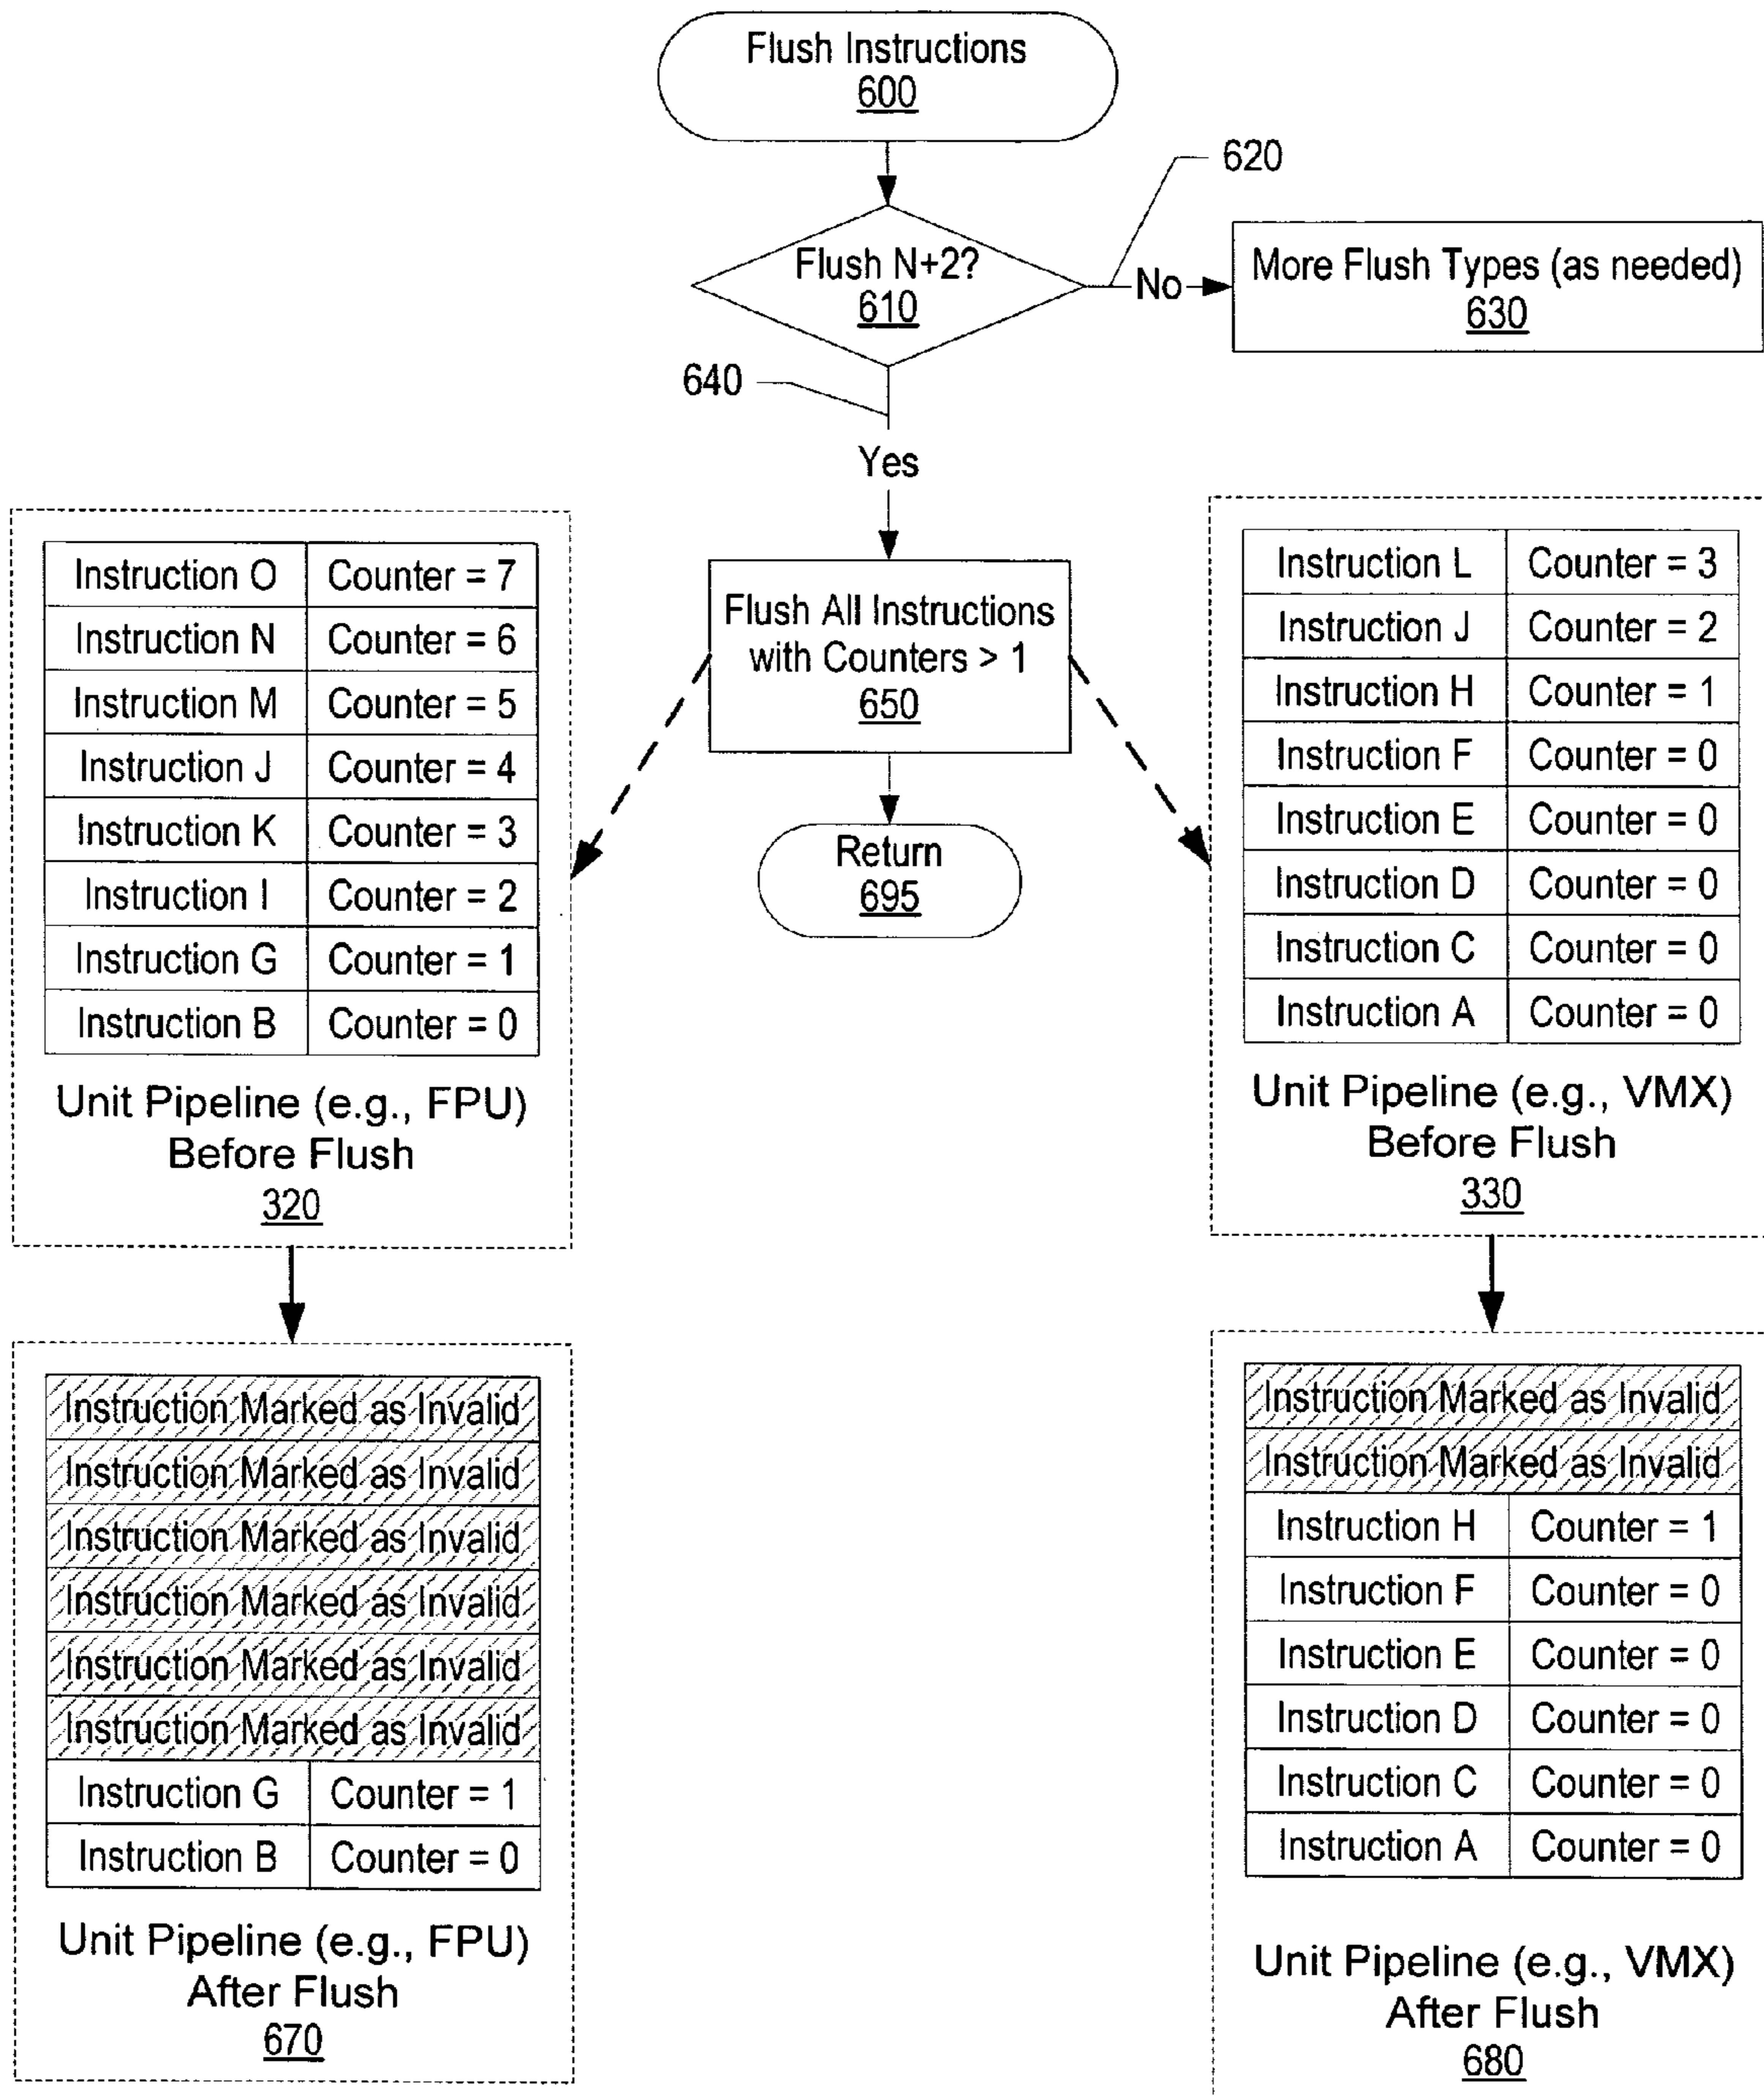 Flush Instructions
600
620
Flush N+2?
610
No
More Flush Types (as needed)
630
640
Yes
Flush All Instructions
with Counters > 1
650
Return
695
Instruction O Counter = 7
Instruction N Counter = 6
Instruction M Counter = 5
Instruction J Counter = 4
Instruction K Counter = 3
Instruction I Counter = 2
Instruction G Counter = 1
Instruction B Counter = 0
Unit Pipeline (e.g., FPU)
Before Flush
320
Instruction L Counter = 3
Instruction J Counter = 2
Instruction H Counter = 1
Instruction F Counter = 0
Instruction E Counter = 0
Instruction D Counter = 0
Instruction C Counter = 0
Instruction A Counter = 0
Unit Pipeline (e.g., VMX)
Before Flush
330
Instruction Marked as Invalid
Instruction Marked as Invalid
Instruction Marked as Invalid
Instruction Marked as Invalid
Instruction Marked as Invalid
Instruction Marked as Invalid
Instruction G Counter = 1
Instruction B Counter = 0
Unit Pipeline (e.g., FPU)
After Flush
670
Instruction Marked as Invalid
Instruction Marked as Invalid
Instruction H Counter = 1
Instruction F Counter = 0
Instruction E Counter = 0
Instruction D Counter = 0
Instruction C Counter = 0
Instruction A Counter = 0
Unit Pipeline (e.g., VMX)
After Flush
680